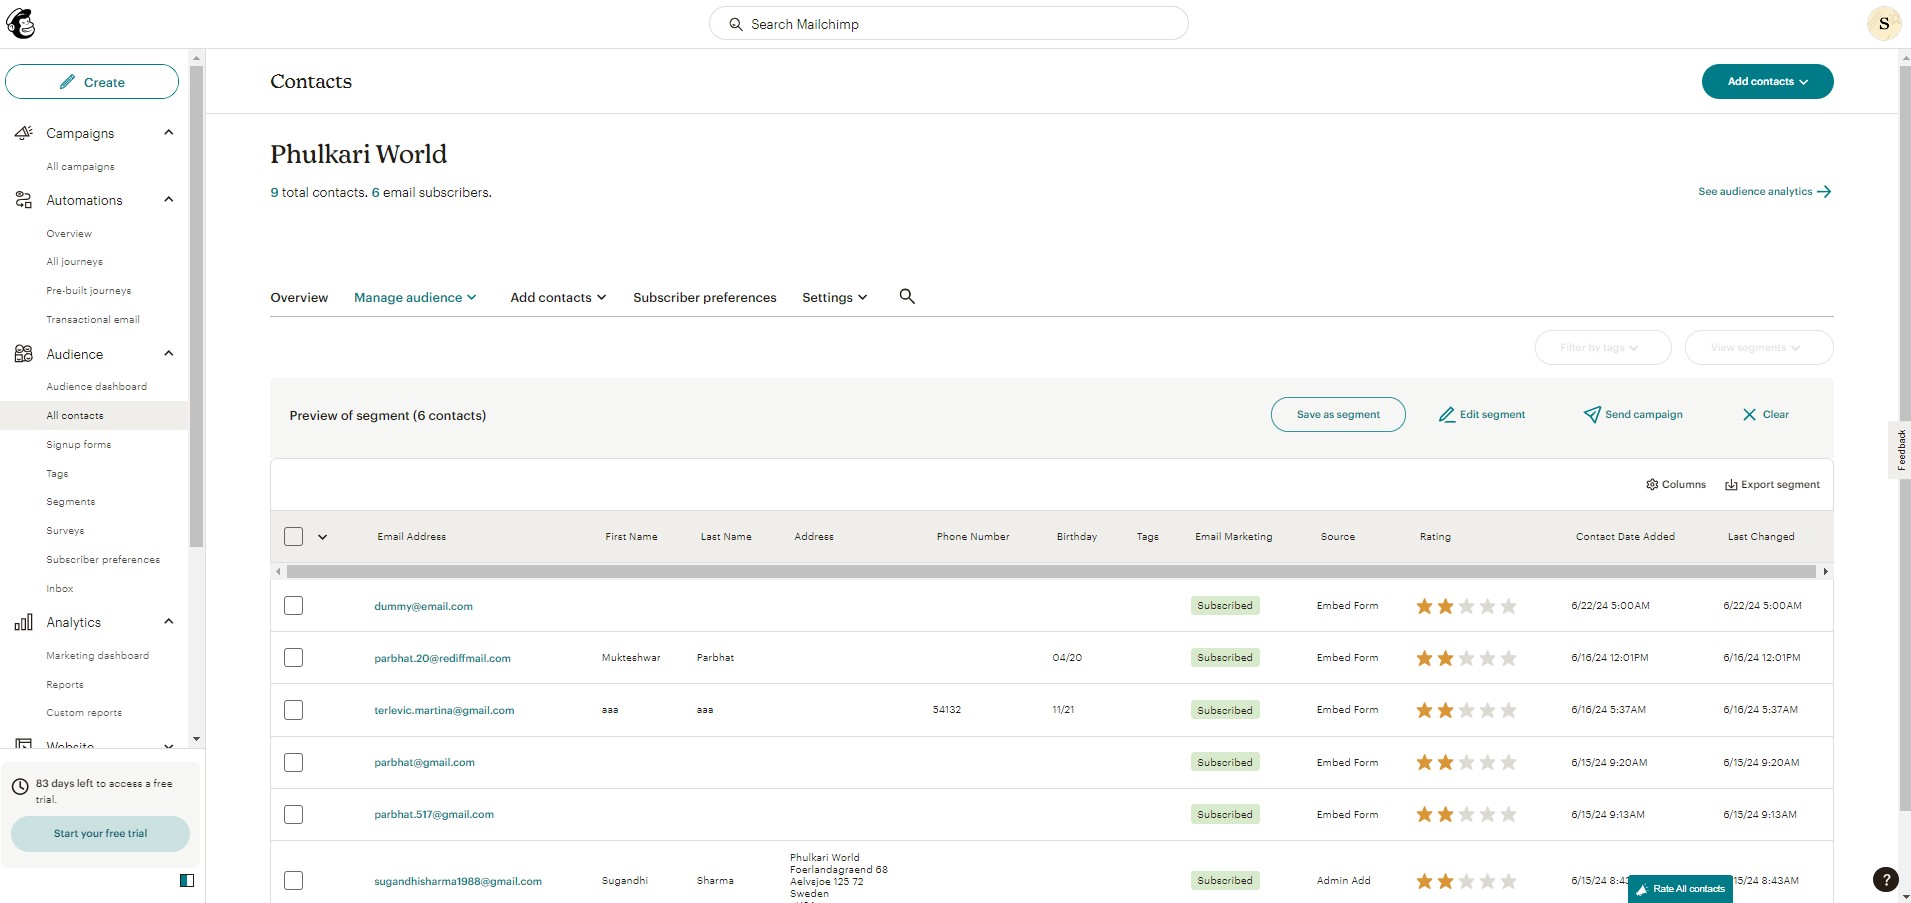 Search Mailchimp
S
Create
Contacts
Add contacts
Campaigns
All campaigns
Automations
Overview
All journeys
Pre-built journeys
Transactional email
Audience
Audience dashboard
All contacts
Signup forms
Tags
Segments
Surveys
Subscriber preferences
Inbox
Analytics
Marketing dashboard
Reports
Custom reports
Website
83 days left to access a free
trial.
Start your free trial
Phulkari World
9 total contacts. 6 email subscribers.
See audience analytics
Overview Manage audience Add contacts Subscriber preferences Settings
Filter by tags View segments
Preview of segment (6 contacts) Save as segment Edit segment Send campaign Clear
Columns Export segment
Email Address First Name Last Name Address Phone Number Birthday Tags Email Marketing Source Rating Contact Date Added Last Changed
dummy@email.com Subscribed Embed Form 6/22/24 5:00AM 6/22/24 5:00AM
parbhat.20@rediffmail.com Mukteshwar Parbhat 04/20 Subscribed Embed Form 6/16/24 12:01PM 6/16/24 12:01PM
terlevic.martina@gmail.com aaa aaa 54132 11/21 Subscribed Embed Form 6/16/24 5:37AM 6/16/24 5:37AM
parbhat@gmail.com Subscribed Embed Form 6/15/24 9:20AM 6/15/24 9:20AM
parbhat.517@gmail.com Subscribed Embed Form 6/15/24 9:13AM 6/15/24 9:13AM
Phulkari World
Foerlandagraend 68
sugandhisharma1988@gmail.com Sugandhi Sharma Aelvsjoe 125 72 Subscribed Admin Add 6/15/24 8:43 15/24 8:43AM
Sweden
Rate All contacts
Feedback
?